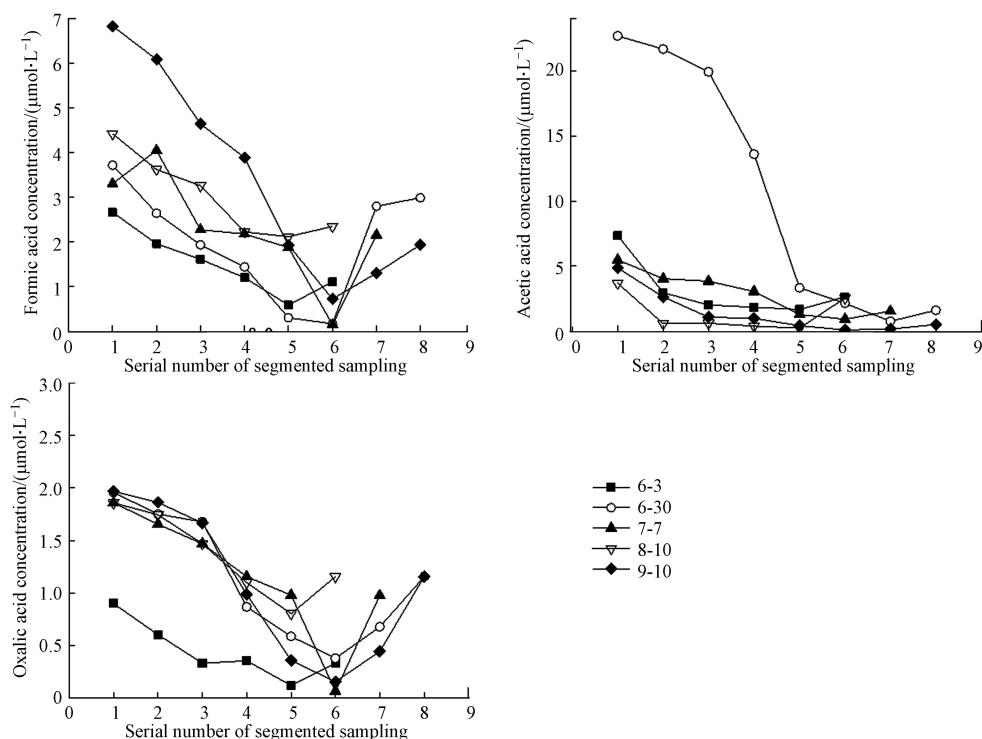 Formic acid concentration/(μmol·L⁻¹)
7
6
5
4
3
2
1
0
0 1 2 3 4 5 6 7 8 9
Serial number of segmented sampling
Acetic acid concentration/(μmol·L⁻¹)
20
15
10
5
0
0 1 2 3 4 5 6 7 8 9
Serial number of segmented sampling
Oxalic acid concentration/(μmol·L⁻¹)
3.0
2.5
2.0
1.5
1.0
0.5
0
0 1 2 3 4 5 6 7 8 9
Serial number of segmented sampling
6-3
6-30
7-7
8-10
9-10